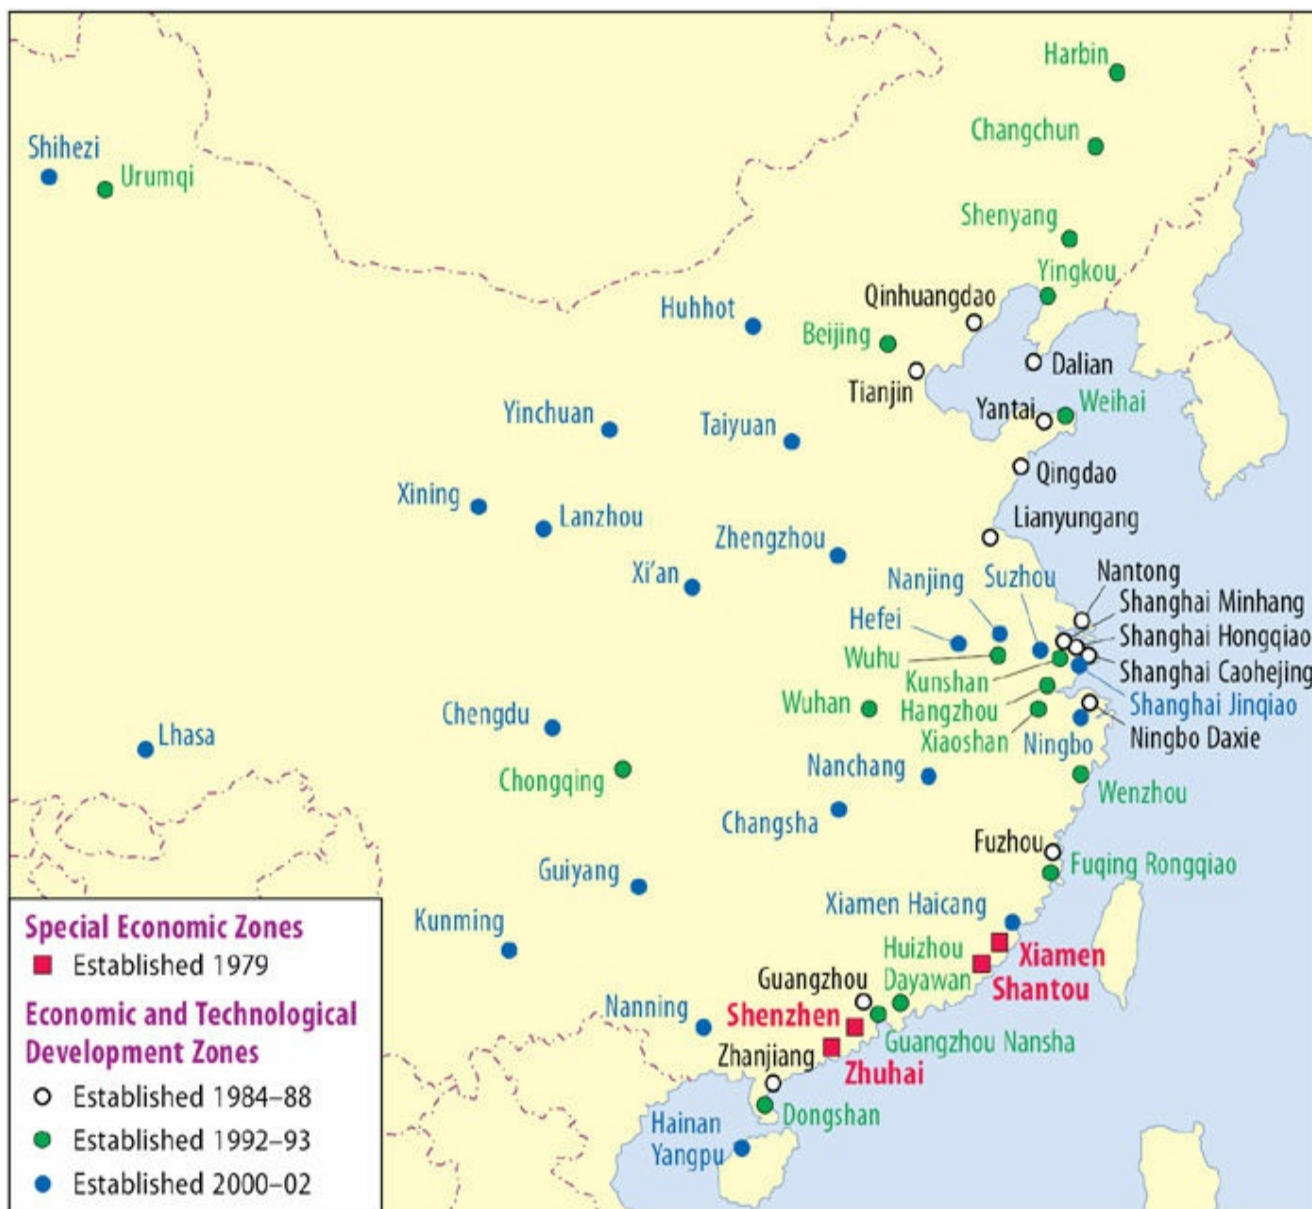 Harbin
Changchun
Shihezi
Urumqi
Shenyang
Yingkou
Qinhuangdao
Huhhot
Beijing
Dalian
Tianjin
Yantai
Weihai
Yinchuan
Taiyuan
Qingdao
Xining
Lanzhou
Lianyungang
Zhengzhou
Xi'an
Nanjing
Suzhou
Nantong
Shanghai Minhang
Hefei
Shanghai Hongqiao
Wuhu
Kunshan
Shanghai Caohejing
Wuhan
Hangzhou
Shanghai Jinqiao
Chengdu
Xiaoshan
Ningbo
Ningbo Daxie
Lhasa
Chongqing
Nanchang
Wenzhou
Changsha
Fuzhou
Fuqing Rongqiao
Guiyang
Kunming
Xiamen Haicang
Huizhou
Dayawan
Xiamen
Shantou
Guangzhou
Nanning
Shenzhen
Guangzhou Nansha
Zhanjiang
Zhuhai
Dongshan
Hainan
Yangpu
Special Economic Zones
Established 1979
Economic and Technological
Development Zones
Established 1984–88
Established 1992–93
Established 2000–02